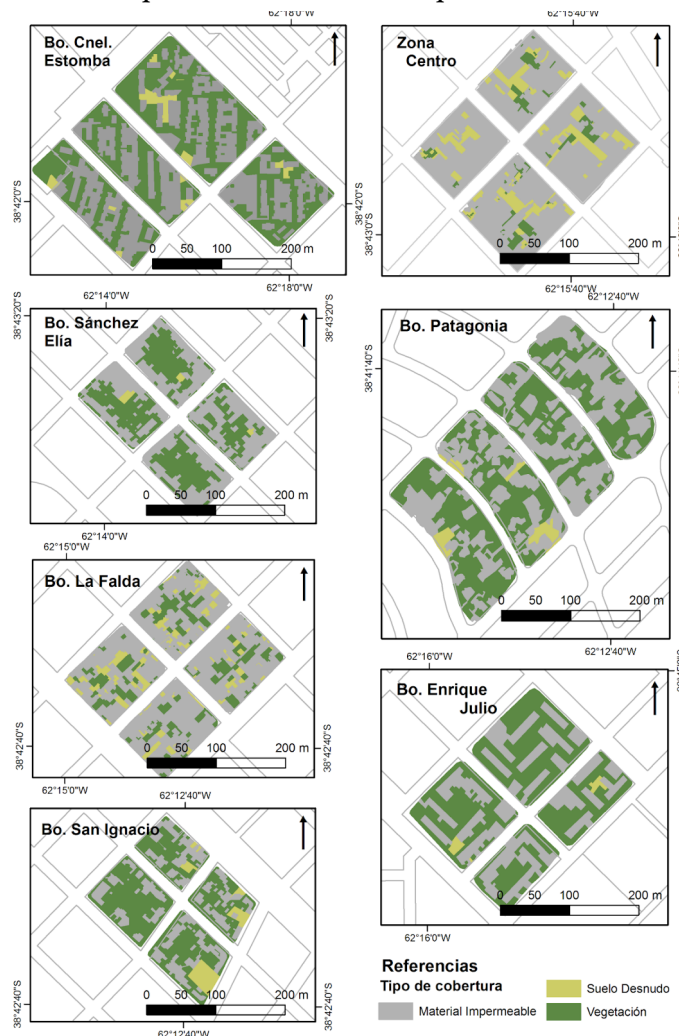 62°18'0"W
Bo. Cnel.
Estomba
38°42'0"S
38°42'0"S
0 50 100 200 m
62°18'0"W
62°15'40"W
Zona
Centro
38°43'0"S
0 50 100 200 m
62°15'40"W
62°14'0"W
38°43'20"S
38°43'20"S
Bo. Sánchez
Elía
0 50 100 200 m
62°14'0"W
62°12'40"W
Bo. Patagonia
38°41'40"S
0 50 100 200 m
62°12'40"W
62°15'0"W
Bo. La Falda
38°42'40"S
38°42'40"S
0 50 100 200 m
62°15'0"W
62°16'0"W
Bo. Enrique
Julio
0 50 100 200 m
62°16'0"W
62°12'40"W
Bo. San Ignacio
38°42'40"S
38°42'40"S
0 50 100 200 m
62°12'40"W
Referencias
Tipo de cobertura
Material Impermeable
Suelo Desnudo
Vegetación